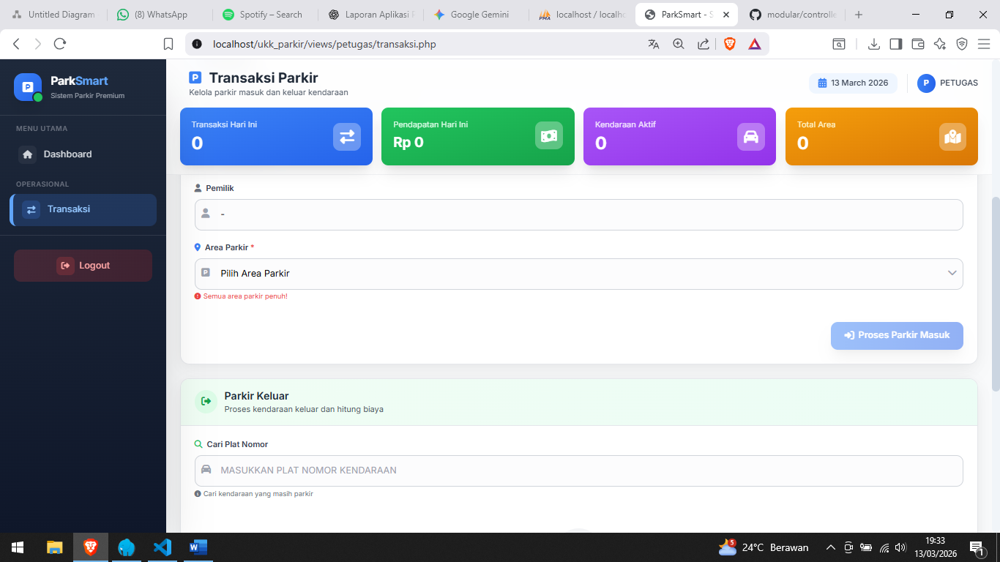 Untitled Diagram
(8) WhatsApp
Spotify – Search
Laporan Aplikasi
Google Gemini
localhost / localho
ParkSmart - S
modular/controlle
localhost/ukk_parkir/views/petugas/transaksi.php
ParkSmart
Sistem Parkir Premium
MENU UTAMA
Dashboard
OPERASIONAL
Transaksi
Logout
P Transaksi Parkir
Kelola parkir masuk dan keluar kendaraan
13 March 2026
P PETUGAS
Transaksi Hari Ini
0
Pendapatan Hari Ini
Rp 0
Kendaraan Aktif
0
Total Area
0
Pemilik
-
Area Parkir *
P Pilih Area Parkir
Semua area parkir penuh!
Proses Parkir Masuk
Parkir Keluar
Proses kendaraan keluar dan hitung biaya
Cari Plat Nomor
MASUKKAN PLAT NOMOR KENDARAAN
Cari kendaraan yang masih parkir
5
24°C Berawan
19:33
13/03/2026
1